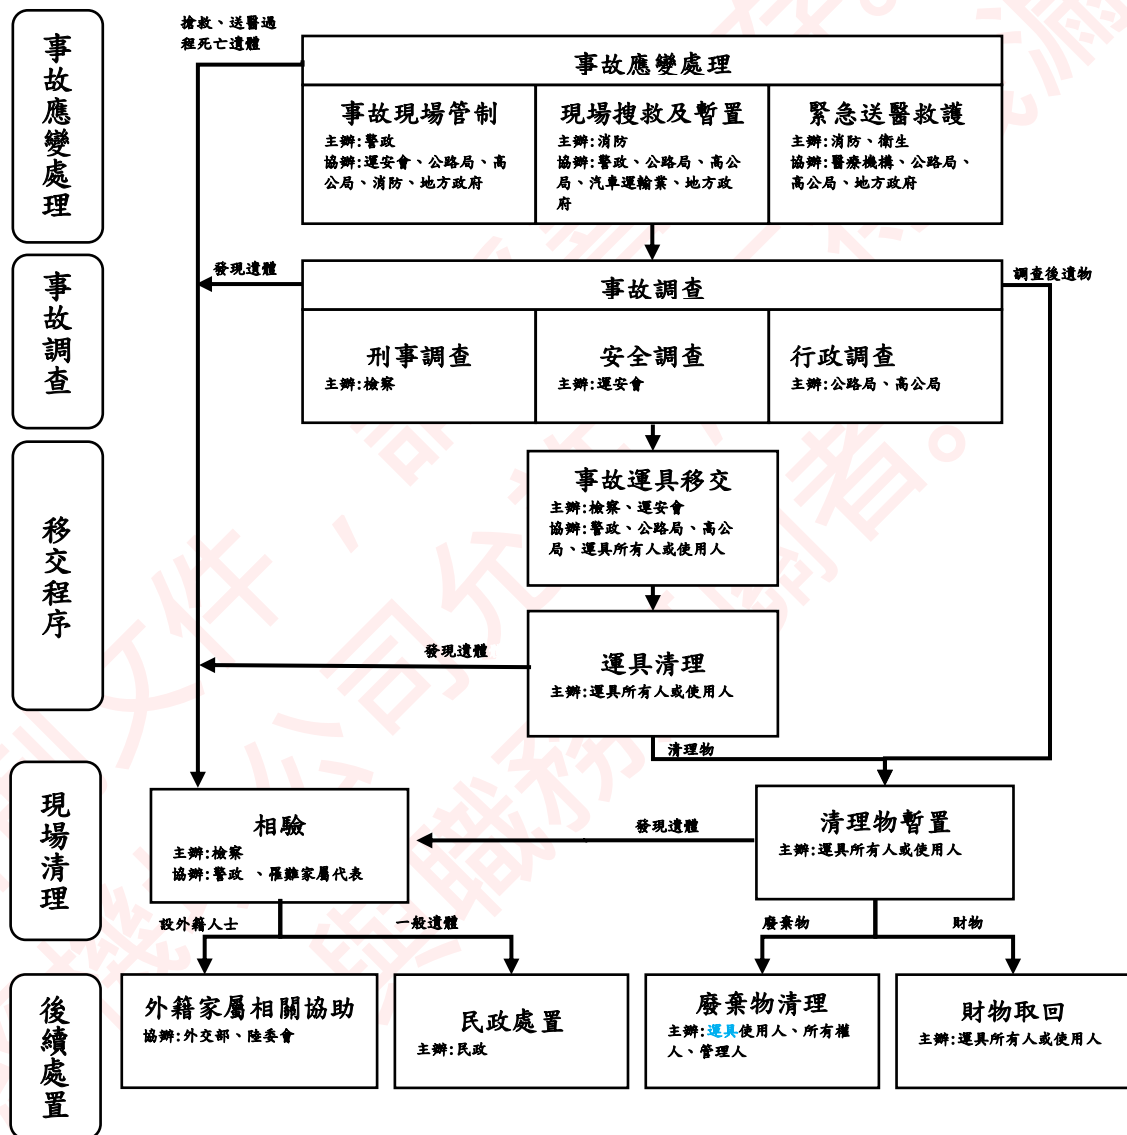 事故應變處理
搶救、送醫過
程死亡遺體
事故應變處理
事故現場管制
主辦:警政
協辦:運安會、公路局、高
公局、消防、地方政府
現場搜救及暫置
主辦:消防
協辦:警政、公路局、高公
局、汽車運輸業、地方政
府
緊急送醫救護
主辦:消防、衛生
協辦:醫療機構、公路局、
高公局、地方政府
事故調查
發現遺體
事故調查
調查後遺物
刑事調查
主辦:檢察
安全調查
主辦:運安會
行政調查
主辦:公路局、高公局
移交程序
事故運具移交
主辦:檢察、運安會
協辦:警政、公路局、高公
局、運具所有人或使用人
發現遺體
運具清理
主辦:運具所有人或使用人
清理物
現場清理
相驗
主辦:檢察
協辦:警政 、罹難家屬代表
發現遺體
清理物暫置
主辦:運具所有人或使用人
設外籍人士
一般遺體
廢棄物
財物
後續處置
外籍家屬相關協助
協辦:外交部、陸委會
民政處置
主辦:民政
廢棄物清理
主辦:運具使用人、所有權
人、管理人
財物取回
主辦:運具所有人或使用人